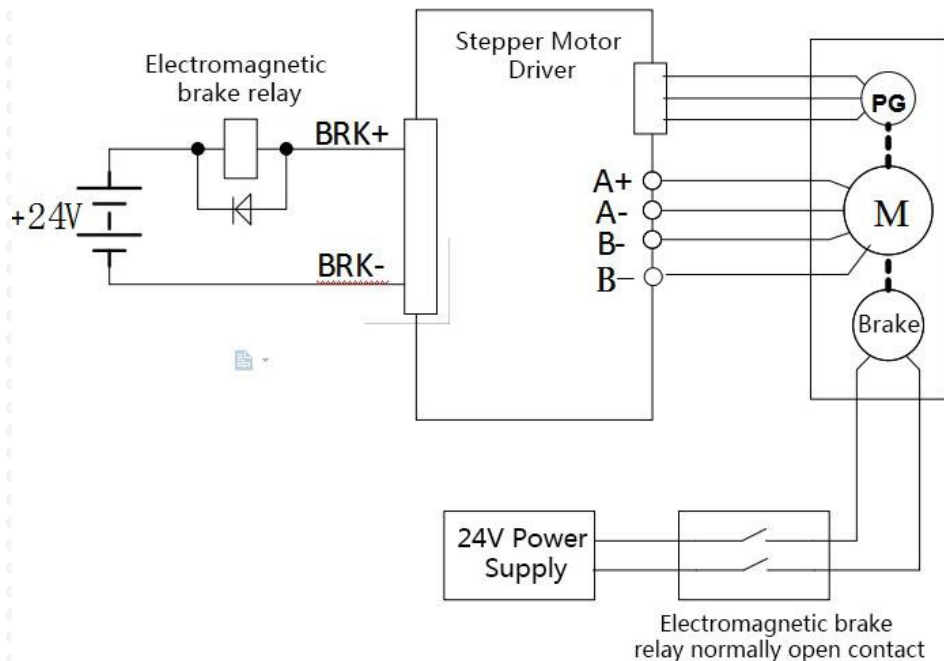 Electromagnetic
brake relay
BRK+
+24V
BRK-
Stepper Motor
Driver
A+
A-
B-
B-
PG
M
Brake
24V Power
Supply
Electromagnetic brake
relay normally open contact